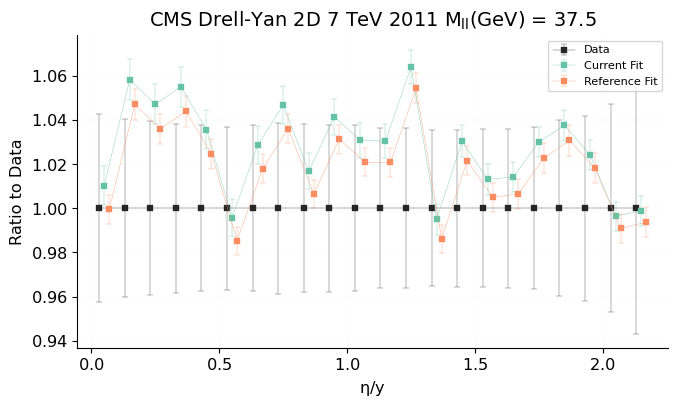 CMS Drell-Yan 2D 7 TeV 2011 M_ll(GeV) = 37.5
Data
Current Fit
Reference Fit
Ratio to Data
1.06
1.04
1.02
1.00
0.98
0.96
0.94
0.0 0.5 1.0 1.5 2.0
η/y